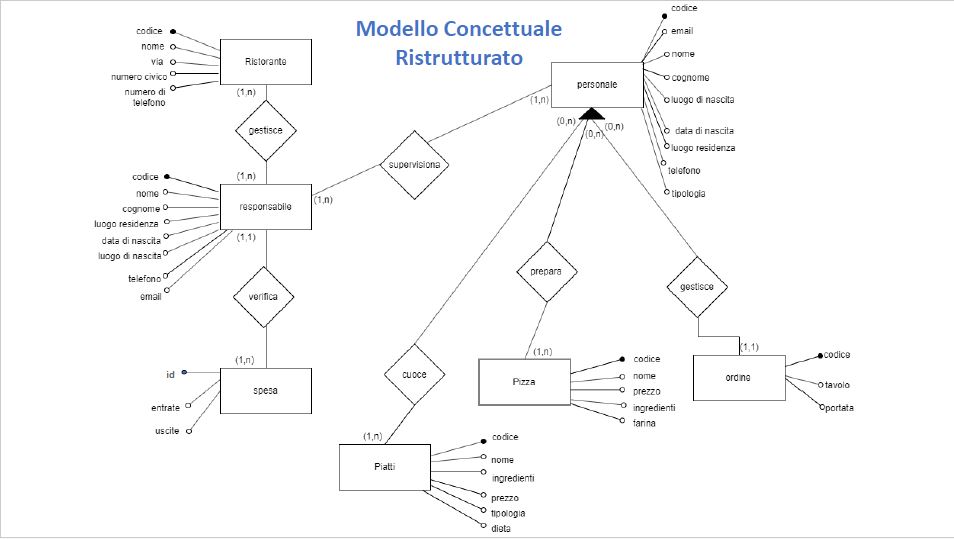 Modello Concettuale
Ristrutturato
codice
nome
via
numero civico
numero di
telefono
Ristorante
(1,n)
gestisce
(1,n)
codice
nome
cognome
luogo residenza
data di nascita
luogo di nascita
telefono
email
responsabile
(1,n)
(1,1)
supervisiona
(1,n)
verifica
(1,n)
id
entrate
uscite
spesa
personale
codice
email
nome
cognome
luogo di nascita
data di nascita
luogo residenza
telefono
tipologia
(0,n)
(0,n)
(0,n)
prepara
gestisce
cuoce
(1,n)
Pizza
codice
nome
prezzo
ingredienti
farina
(1,1)
ordine
codice
tavolo
portata
(1,n)
Piatti
codice
nome
ingredienti
prezzo
tipologia
dieta